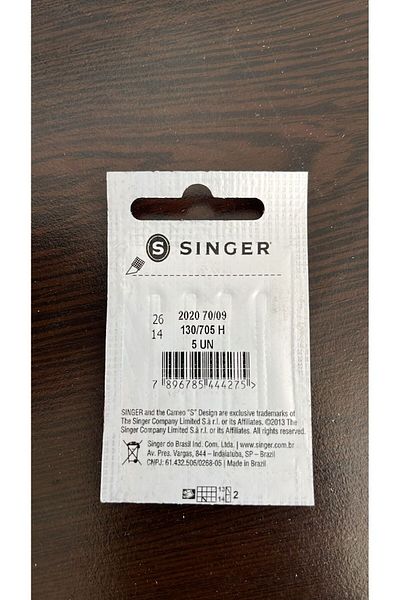 S SINGER
26 2020 70/09
14 130/705 H
5 UN
7 896785 444275 >
SINGER and the Cameo "S" Design are exclusive trademarks of
The Singer Company Limited S.à r.l. or its Affiliates. ©2013 The
Singer Company Limited S.à r.l. or its Affiliates. All rights reserved.
Singer do Brasil Ind. Com. Ltda. | www.singer.com.br
Av. Pres. Vargas, 844 – Indaiatuba, SP – Brazil
CNPJ: 61.432.506/0268-05 | Made in Brazil
13
14 2